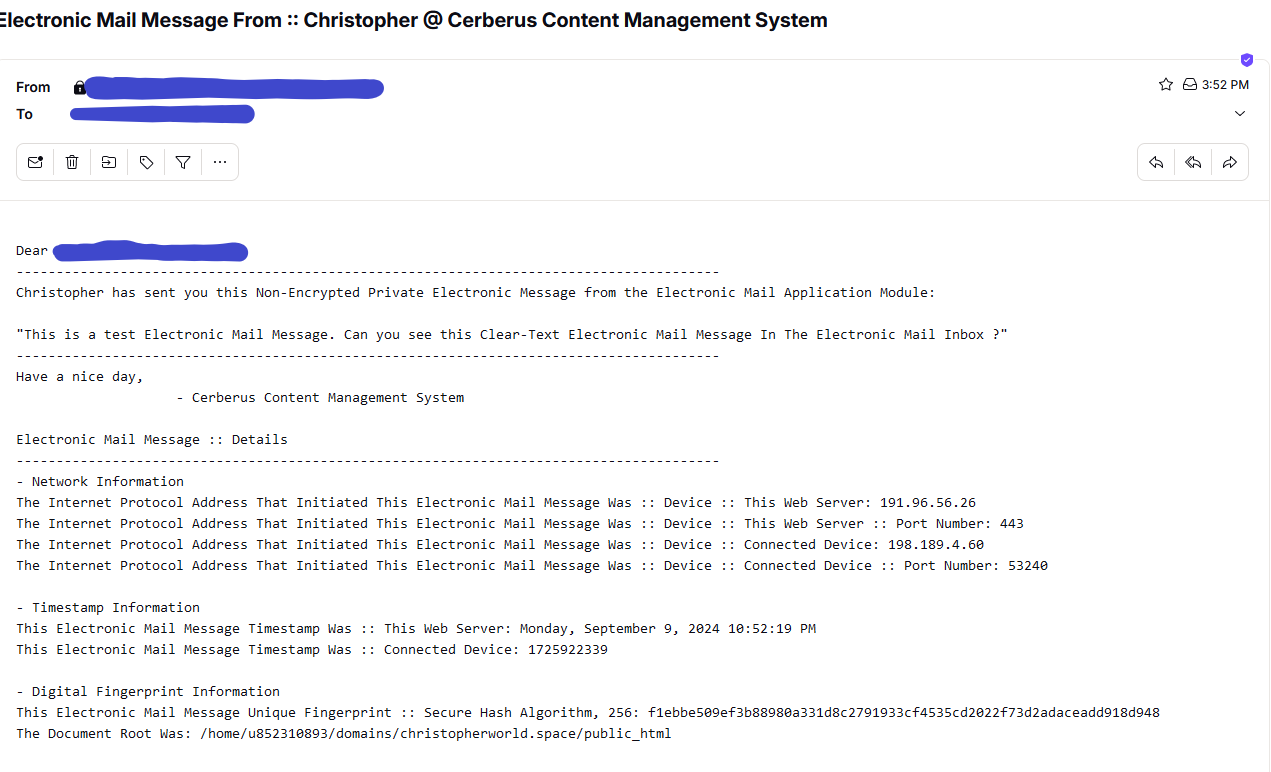 Electronic Mail Message From :: Christopher @ Cerberus Content Management System
From
3:52 PM
To
Dear
----------------------------------------------------------------------------------------
Christopher has sent you this Non-Encrypted Private Electronic Message from the Electronic Mail Application Module:
"This is a test Electronic Mail Message. Can you see this Clear-Text Electronic Mail Message In The Electronic Mail Inbox ?"
----------------------------------------------------------------------------------------
Have a nice day,
- Cerberus Content Management System
Electronic Mail Message :: Details
----------------------------------------------------------------------------------------
- Network Information
The Internet Protocol Address That Initiated This Electronic Mail Message Was :: Device :: This Web Server: 191.96.56.26
The Internet Protocol Address That Initiated This Electronic Mail Message Was :: Device :: This Web Server :: Port Number: 443
The Internet Protocol Address That Initiated This Electronic Mail Message Was :: Device :: Connected Device: 198.189.4.60
The Internet Protocol Address That Initiated This Electronic Mail Message Was :: Device :: Connected Device :: Port Number: 53240
- Timestamp Information
This Electronic Mail Message Timestamp Was :: This Web Server: Monday, September 9, 2024 10:52:19 PM
This Electronic Mail Message Timestamp Was :: Connected Device: 1725922339
- Digital Fingerprint Information
This Electronic Mail Message Unique Fingerprint :: Secure Hash Algorithm, 256: f1ebbe509ef3b88980a331d8c2791933cf4535cd2022f73d2adaceadd918d948
The Document Root Was: /home/u852310893/domains/christopherworld.space/public_html